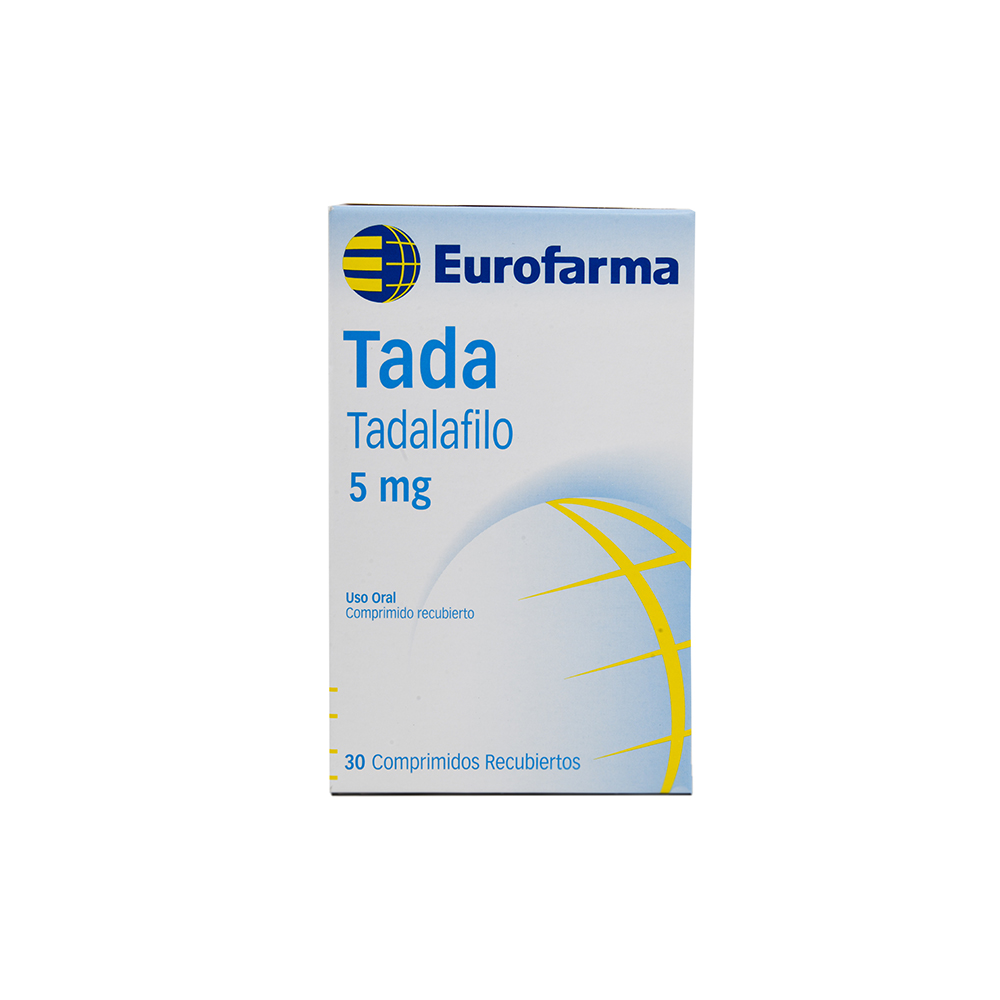 Eurofarma
Tada
Tadalafilo
5 mg
Uso Oral
Comprimido recubierto
30 Comprimidos Recubiertos